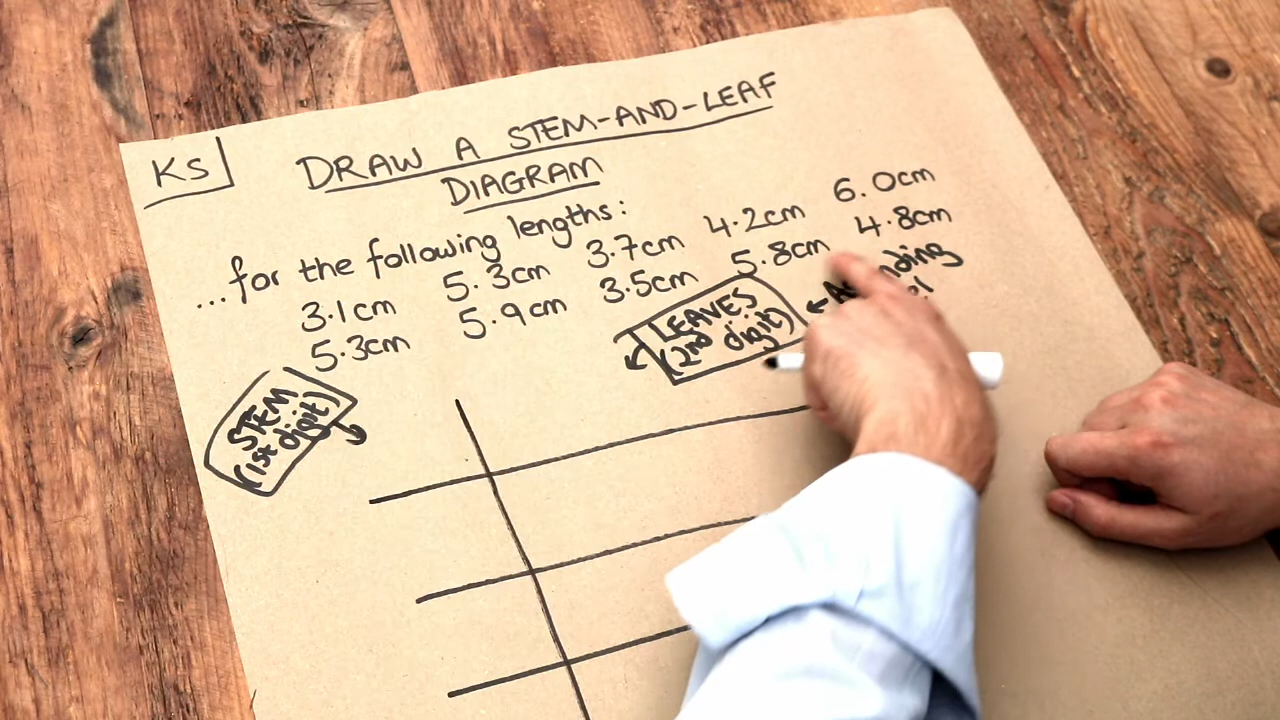 KS
DRAW A STEM-AND-LEAF
DIAGRAM
...for the following lengths:
3.1cm 5.3cm 3.7cm 4.2cm 6.0cm
5.3cm 5.9cm 3.5cm 5.8cm 4.8cm
LEAVES
(2nd digit)
STEM
(1st digit)